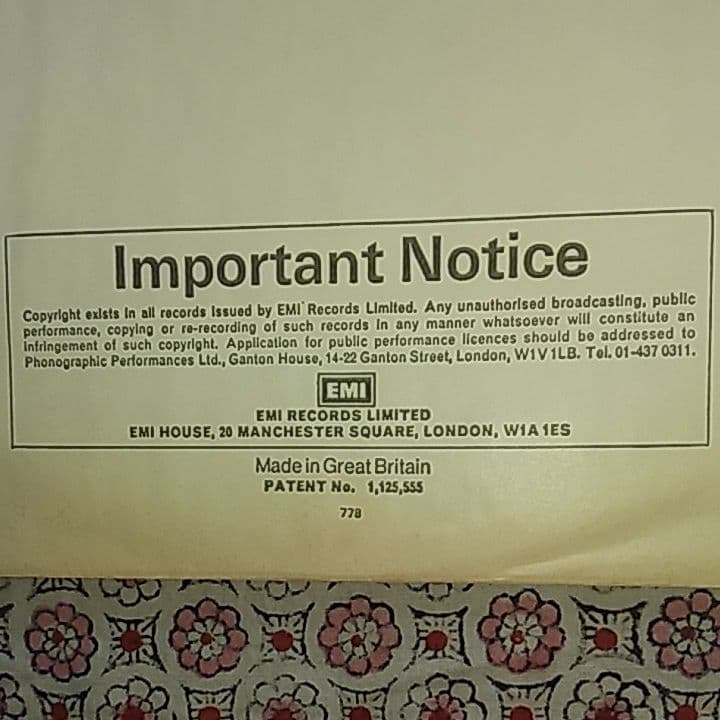 Important Notice
Copyright exists in all records issued by EMI Records Limited. Any unauthorised broadcasting, public
performance, copying or re-recording of such records in any manner whatsoever will constitute an
infringement of such copyright. Application for public performance licences should be addressed to
Phonographic Performances Ltd., Ganton House, 14-22 Ganton Street, London, W1V 1LB. Tel. 01-437 0311.
EMI
EMI RECORDS LIMITED
EMI HOUSE, 20 MANCHESTER SQUARE, LONDON, W1A 1ES
Made in Great Britain
PATENT No. 1,125,555
778